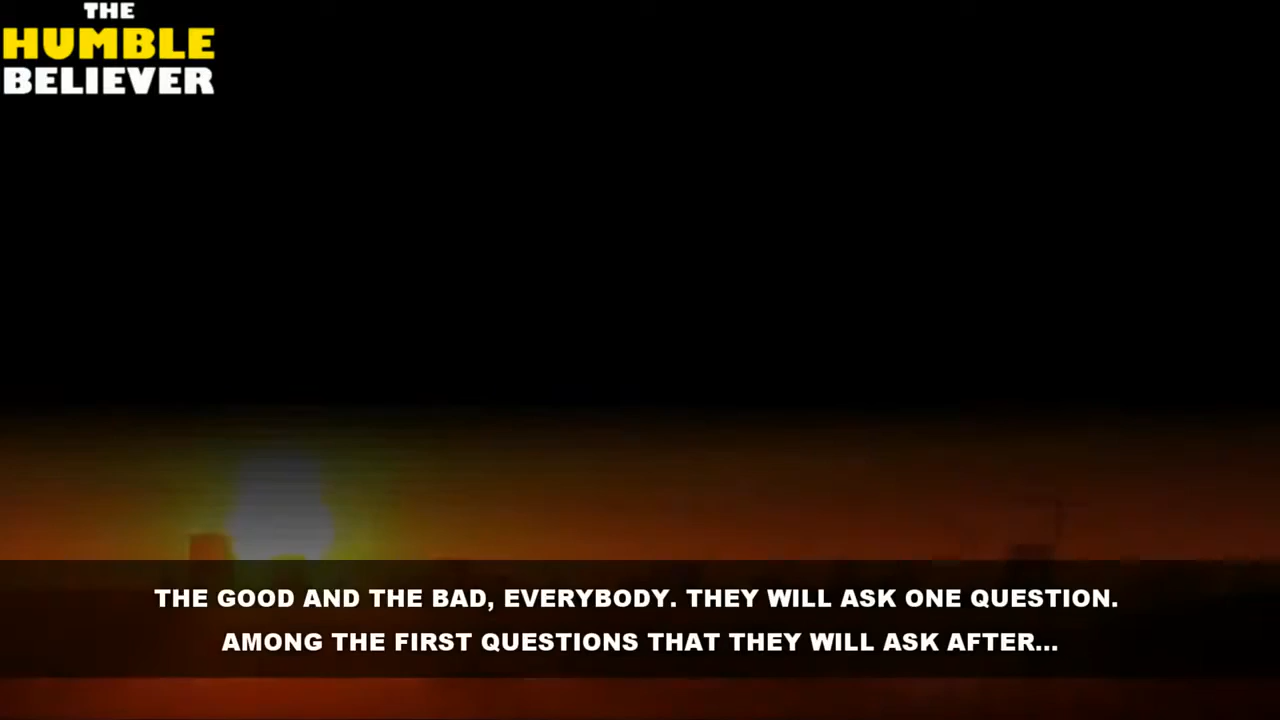 THE
HUMBLE
BELIEVER
THE GOOD AND THE BAD, EVERYBODY. THEY WILL ASK ONE QUESTION.
AMONG THE FIRST QUESTIONS THAT THEY WILL ASK AFTER...